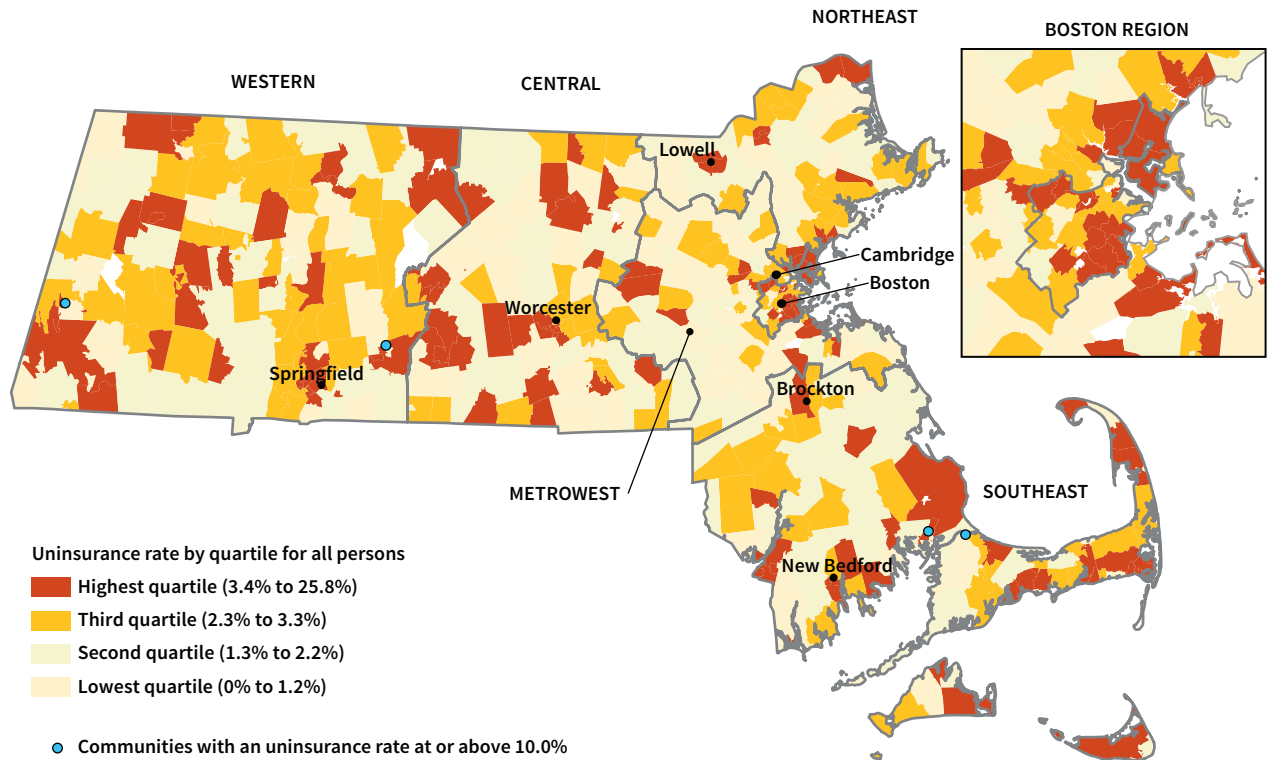 NORTHEAST
BOSTON REGION
WESTERN
CENTRAL
Lowell
Cambridge
Boston
Worcester
Springfield
Brockton
METROWEST
SOUTHEAST
New Bedford
Uninsurance rate by quartile for all persons
Highest quartile (3.4% to 25.8%)
Third quartile (2.3% to 3.3%)
Second quartile (1.3% to 2.2%)
Lowest quartile (0% to 1.2%)
Communities with an uninsurance rate at or above 10.0%